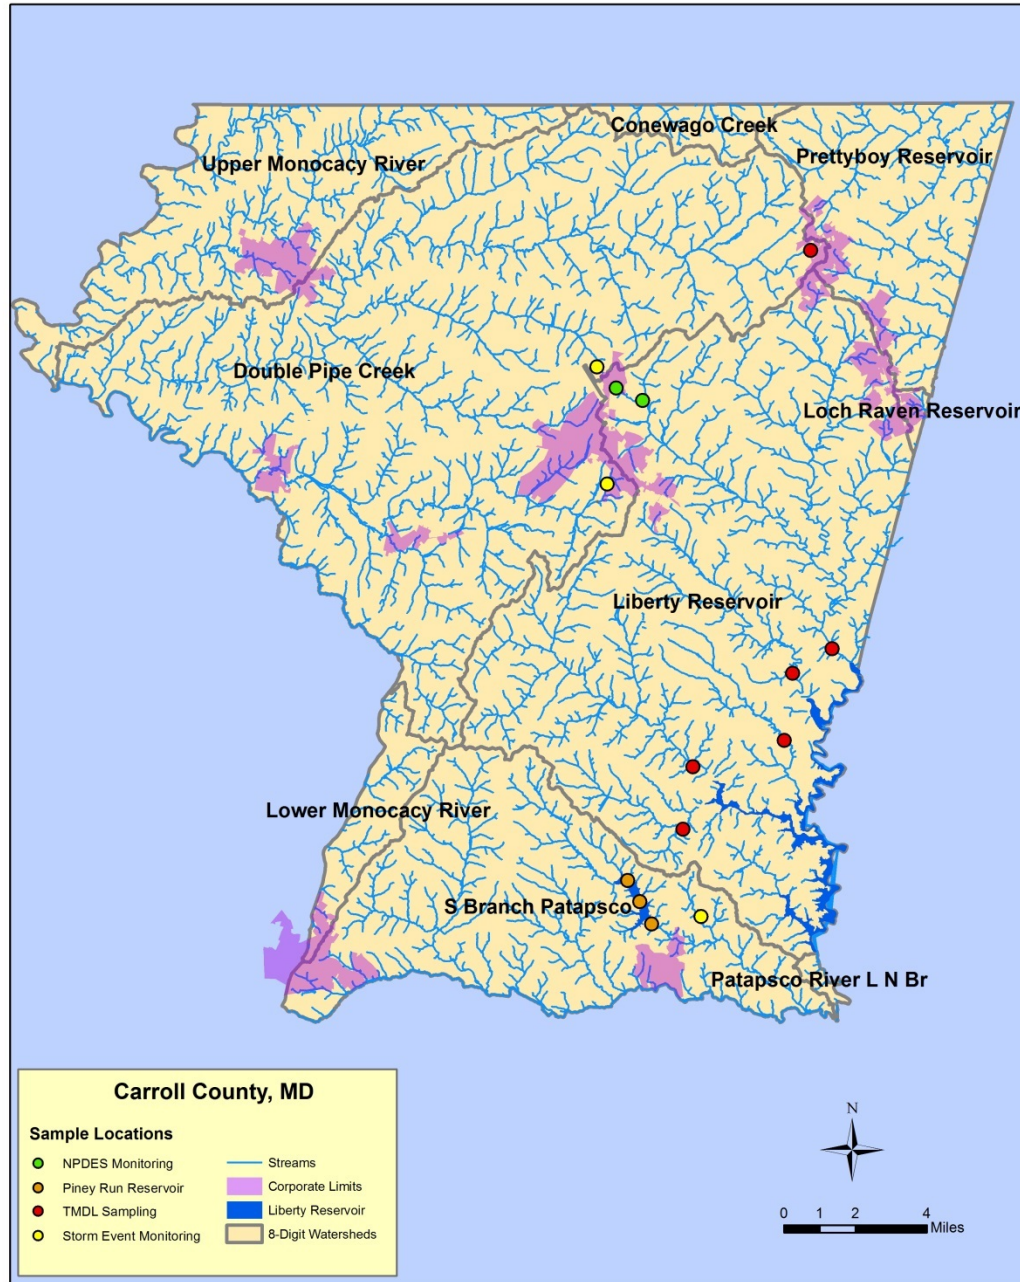 Conewago Creek
Upper Monocacy River
Prettyboy Reservoir
Double Pipe Creek
Loch Raven Reservoir
Liberty Reservoir
Lower Monocacy River
S Branch Patapsco
Patapsco River L N Br
Carroll County, MD
Sample Locations
NPDES Monitoring
Piney Run Reservoir
TMDL Sampling
Storm Event Monitoring
Streams
Corporate Limits
Liberty Reservoir
8-Digit Watersheds
N
0 1 2 4
Miles